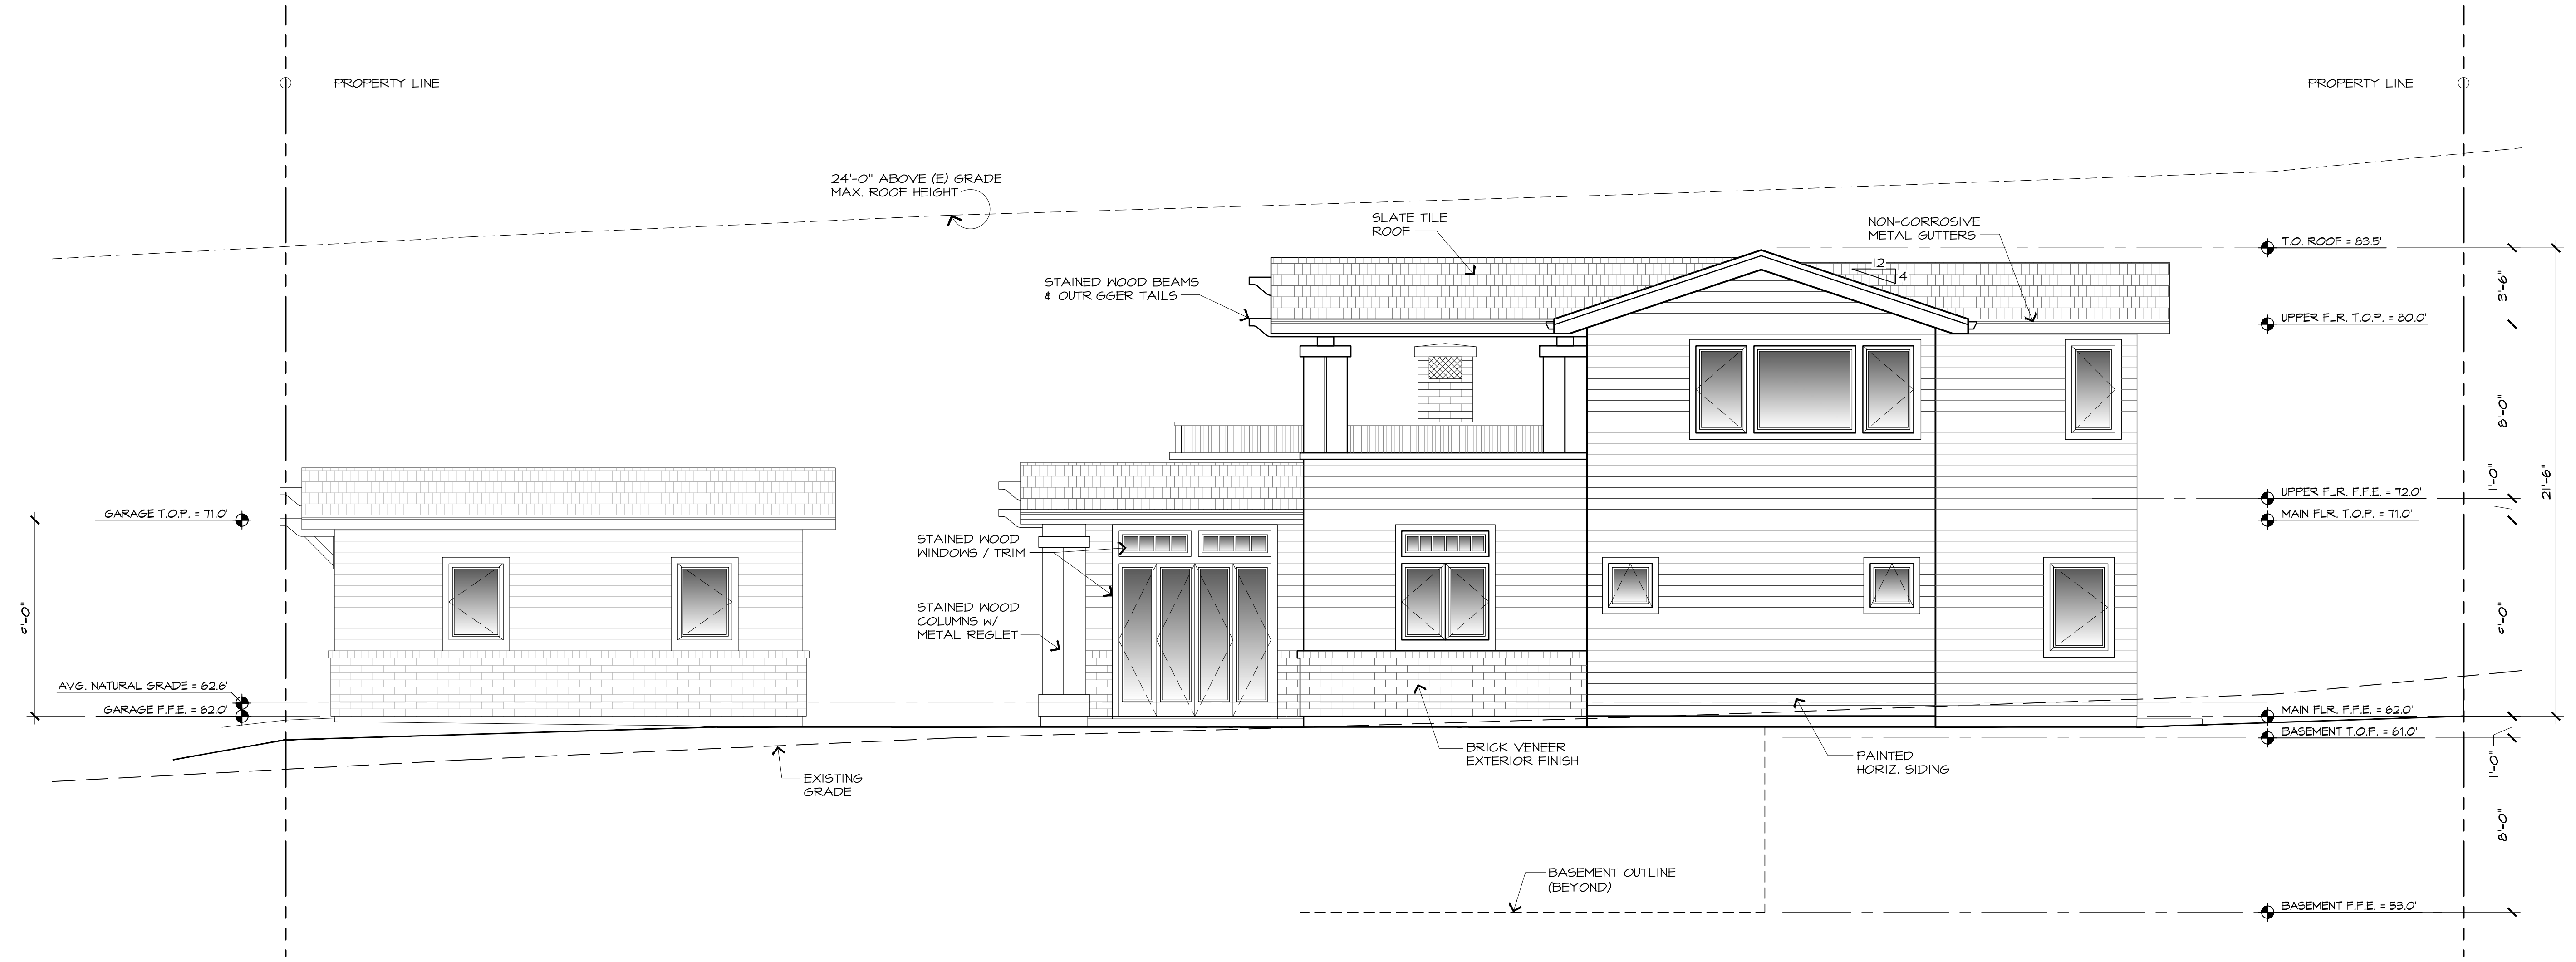 PROPERTY LINE
PROPERTY LINE
24'-0" ABOVE (E) GRADE
MAX. ROOF HEIGHT
SLATE TILE
ROOF
NON-CORROSIVE
METAL GUTTERS
T.O. ROOF = 83.5'
12
4
STAINED WOOD BEAMS
& OUTRIGGER TAILS
3'-6"
UPPER FLR. T.O.P. = 80.0'
8'-0"
1'-0"
21'-6"
UPPER FLR. F.F.E. = 72.0'
GARAGE T.O.P. = 71.0'
MAIN FLR. T.O.P. = 71.0'
STAINED WOOD
WINDOWS / TRIM
9'-0"
STAINED WOOD
COLUMNS W/
METAL REGLET
9'-0"
AVG. NATURAL GRADE = 62.6'
GARAGE F.F.E. = 62.0'
MAIN FLR. F.F.E. = 62.0'
BASEMENT T.O.P. = 61.0'
BRICK VENEER
EXTERIOR FINISH
PAINTED
HORIZ. SIDING
1'-0"
EXISTING
GRADE
8'-0"
BASEMENT OUTLINE
(BEYOND)
BASEMENT F.F.E. = 53.0'